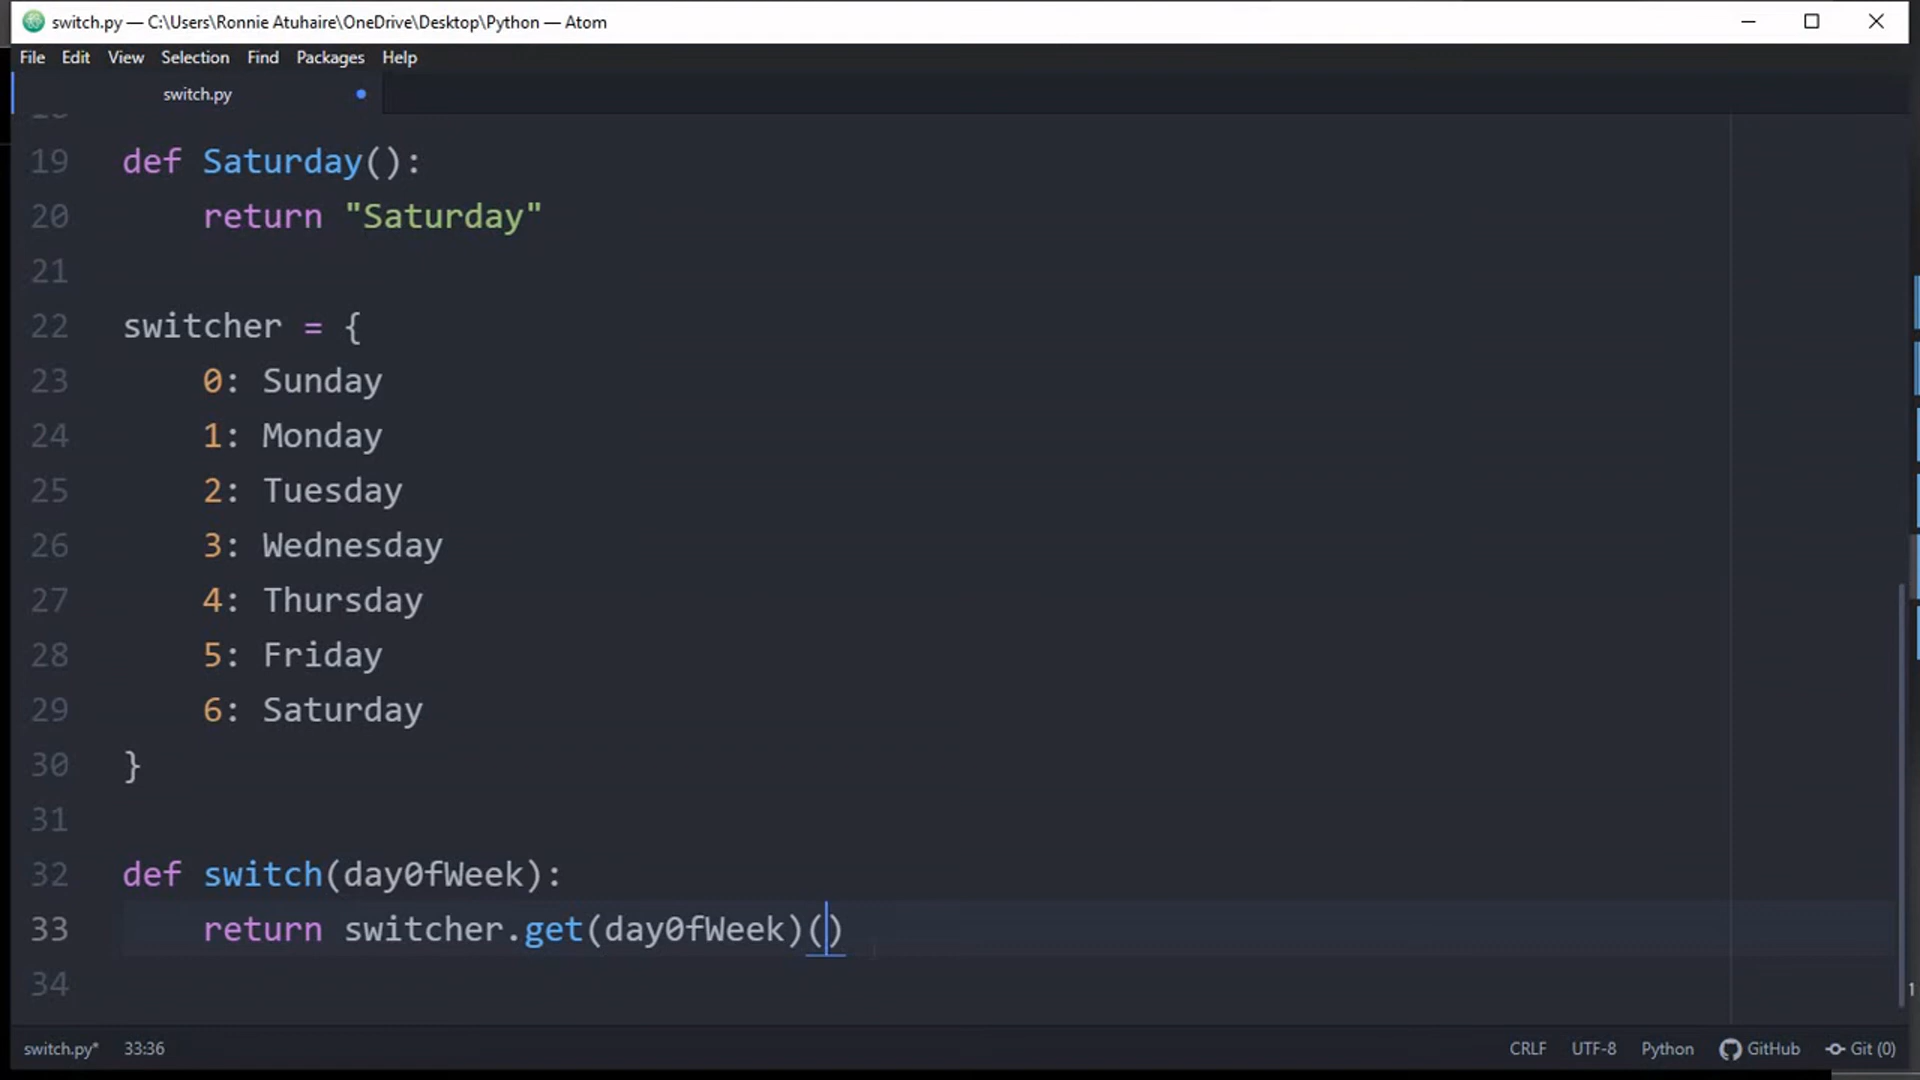 switch.py — C:\Users\Ronnie Atuhaire\OneDrive\Desktop\Python — Atom
File Edit View Selection Find Packages Help
switch.py
19 def Saturday():
20 return "Saturday"
21
22 switcher = {
23 0: Sunday
24 1: Monday
25 2: Tuesday
26 3: Wednesday
27 4: Thursday
28 5: Friday
29 6: Saturday
30 }
31
32 def switch(day0fWeek):
33 return switcher.get(day0fWeek)()
34
switch.py* 33:36 CRLF UTF-8 Python GitHub Git (0)